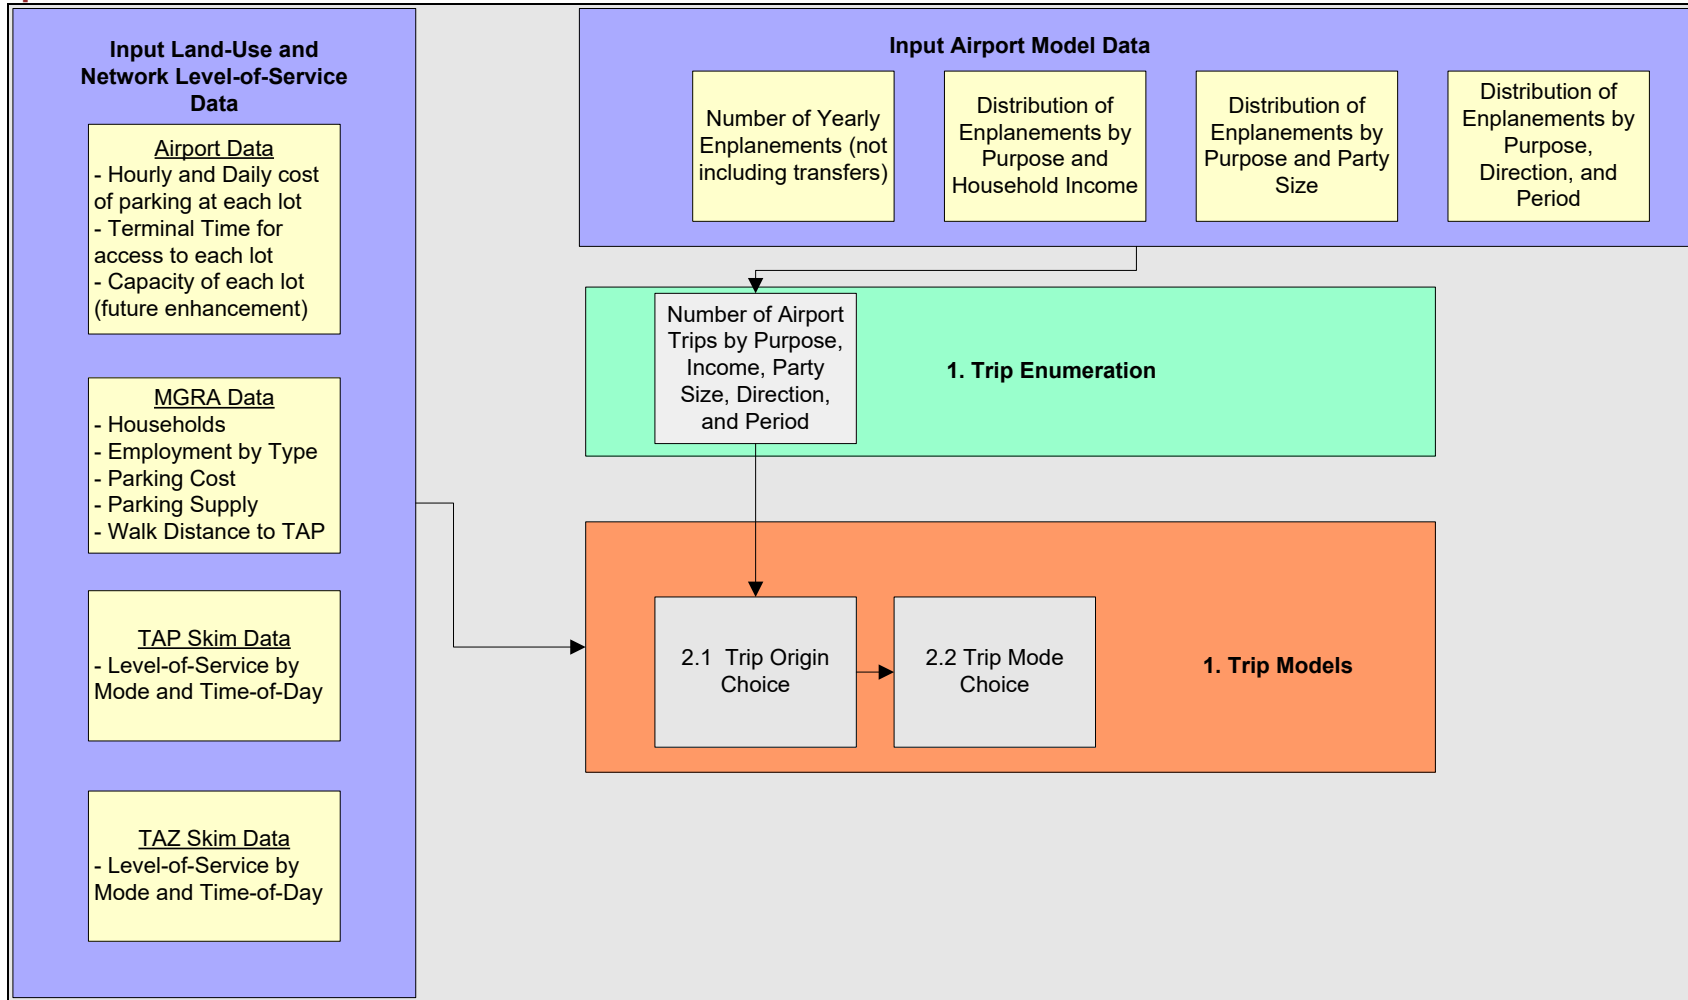 Input Land-Use and
Network Level-of-Service
Data
Airport Data
- Hourly and Daily cost
of parking at each lot
- Terminal Time for
access to each lot
- Capacity of each lot
(future enhancement)
MGRA Data
- Households
- Employment by Type
- Parking Cost
- Parking Supply
- Walk Distance to TAP
TAP Skim Data
- Level-of-Service by
Mode and Time-of-Day
TAZ Skim Data
- Level-of-Service by
Mode and Time-of-Day
Input Airport Model Data
Number of Yearly
Enplanements (not
including transfers)
Distribution of
Enplanements by
Purpose and
Household Income
Distribution of
Enplanements by
Purpose and Party
Size
Distribution of
Enplanements by
Purpose,
Direction, and
Period
Number of Airport
Trips by Purpose,
Income, Party
Size, Direction,
and Period
1. Trip Enumeration
2.1 Trip Origin
Choice
2.2 Trip Mode
Choice
1. Trip Models